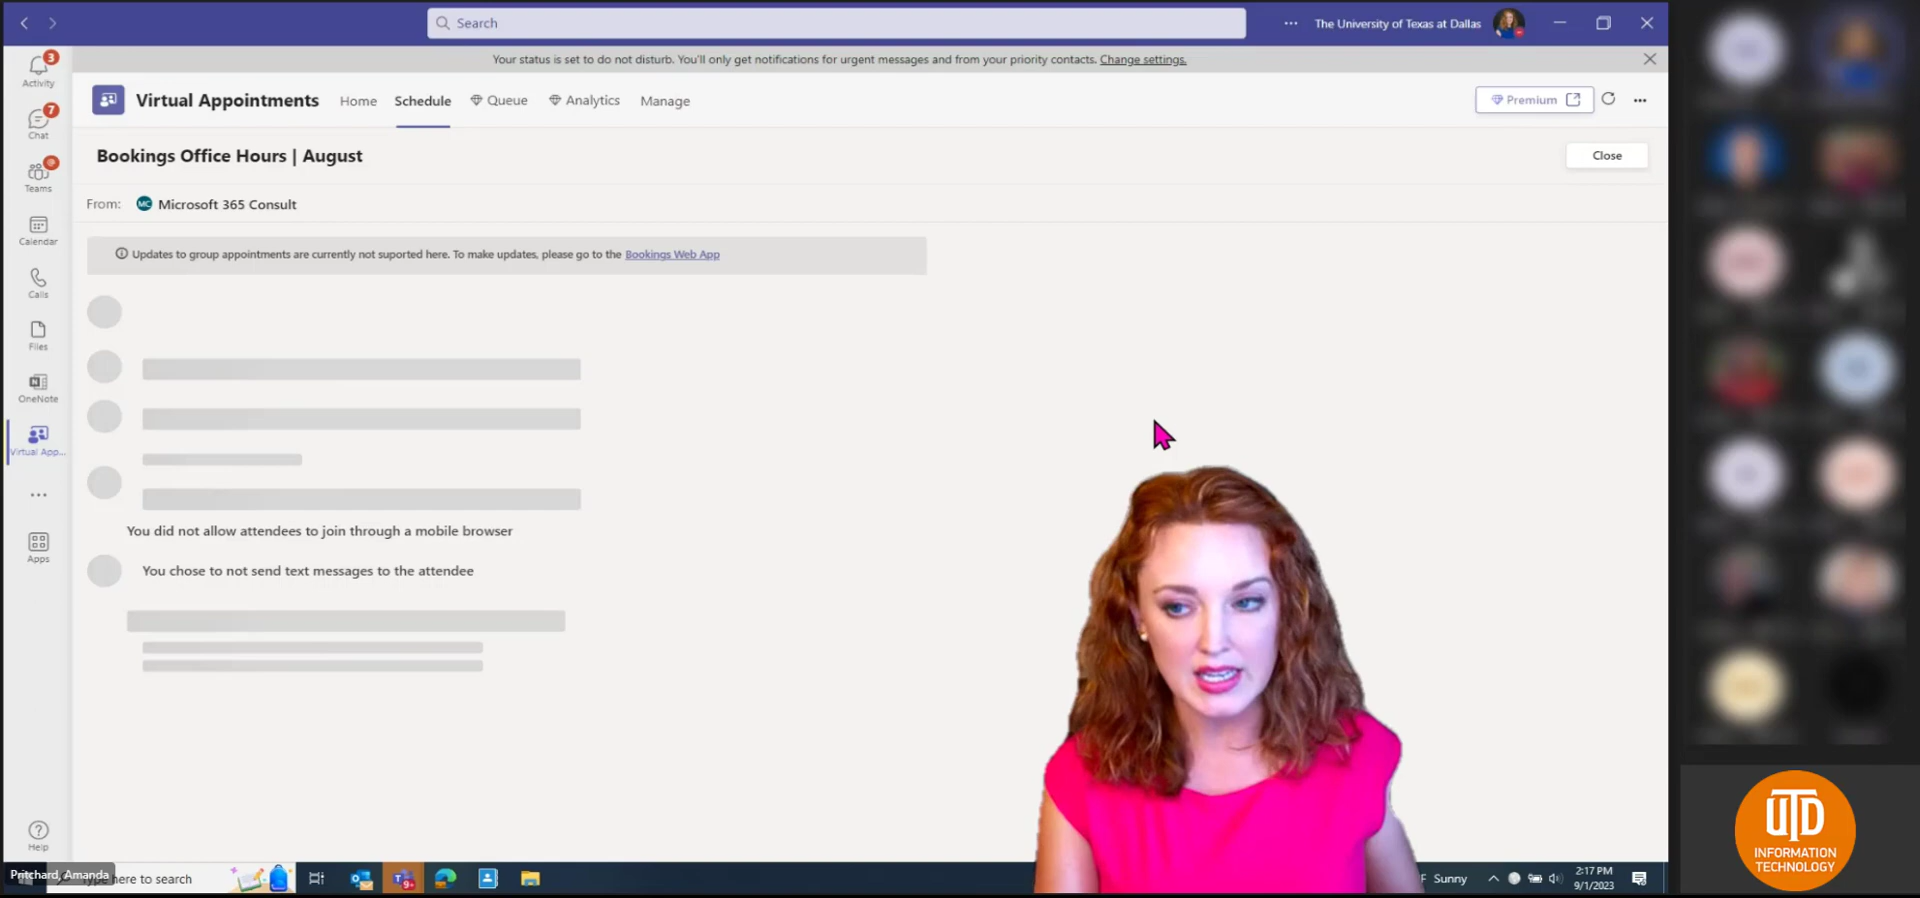 Search
The University of Texas at Dallas
Your status is set to do not disturb. You'll only get notifications for urgent messages and from your priority contacts. Change settings.
3
Activity
7
Chat
@
Teams
Calendar
Calls
Files
OneNote
Virtual App...
Apps
Help
Virtual Appointments
Home
Schedule
Queue
Analytics
Manage
Premium
Bookings Office Hours | August
Close
From:
MC
Microsoft 365 Consult
Updates to group appointments are currently not suported here. To make updates, please go to the Bookings Web App
You did not allow attendees to join through a mobile browser
You chose to not send text messages to the attendee
Pritchard, Amanda
here to search
9+
Sunny
2:17 PM
9/1/2023
UTD
INFORMATION
TECHNOLOGY